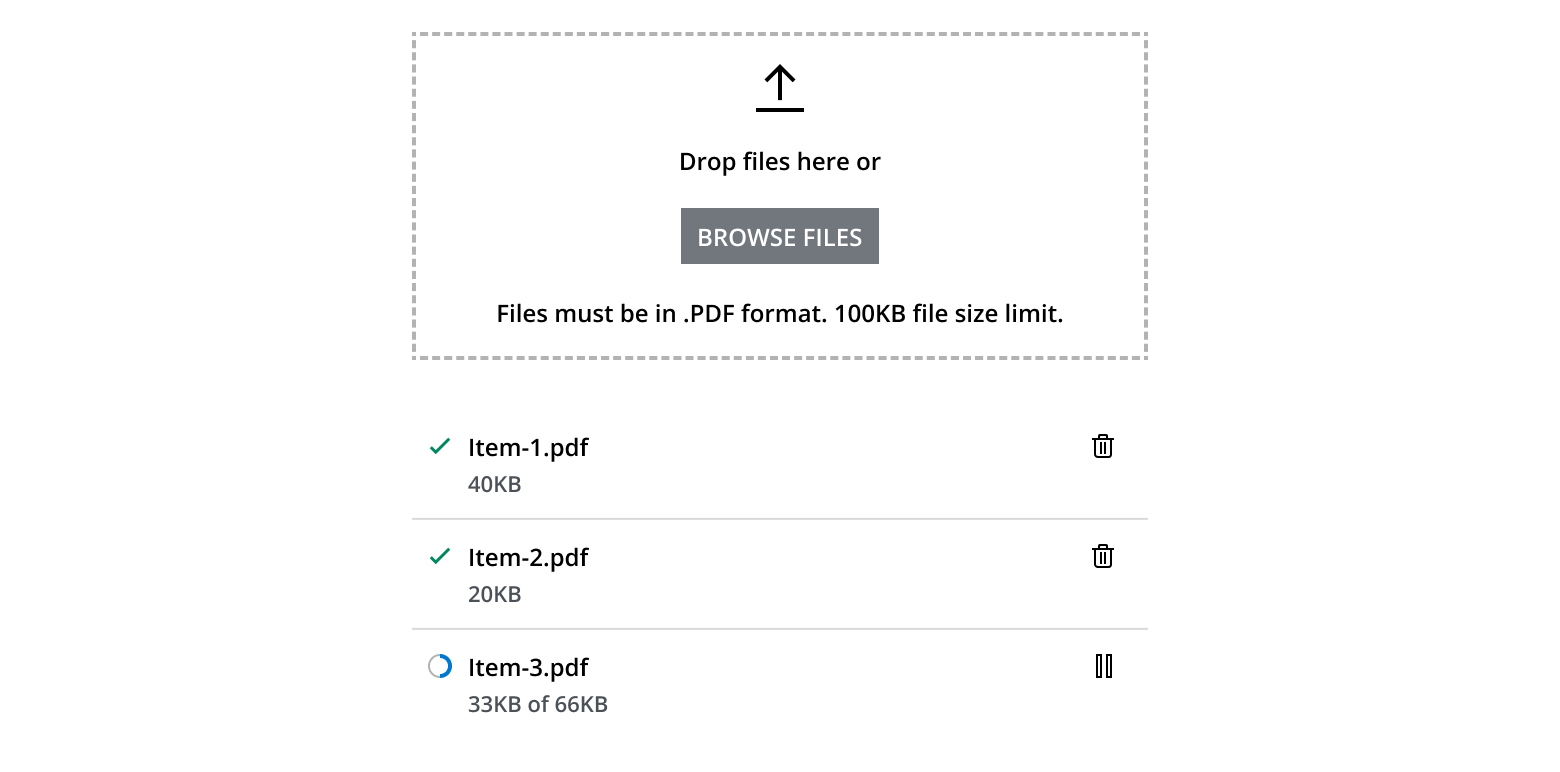 Drop files here or
BROWSE FILES
Files must be in .PDF format. 100KB file size limit.
Item-1.pdf
40KB
Item-2.pdf
20KB
Item-3.pdf
33KB of 66KB